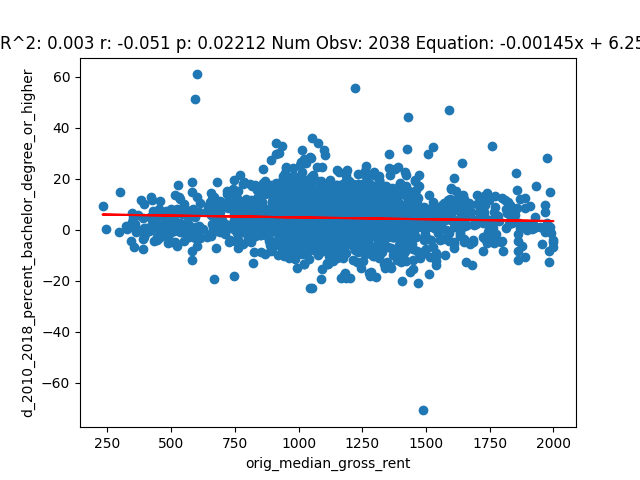 R^2: 0.003 r: -0.051 p: 0.02212 Num Obsv: 2038 Equation: -0.00145x + 6.25
d_2010_2018_percent_bachelor_degree_or_higher
60
40
20
0
−20
−40
−60
250 500 750 1000 1250 1500 1750 2000
orig_median_gross_rent